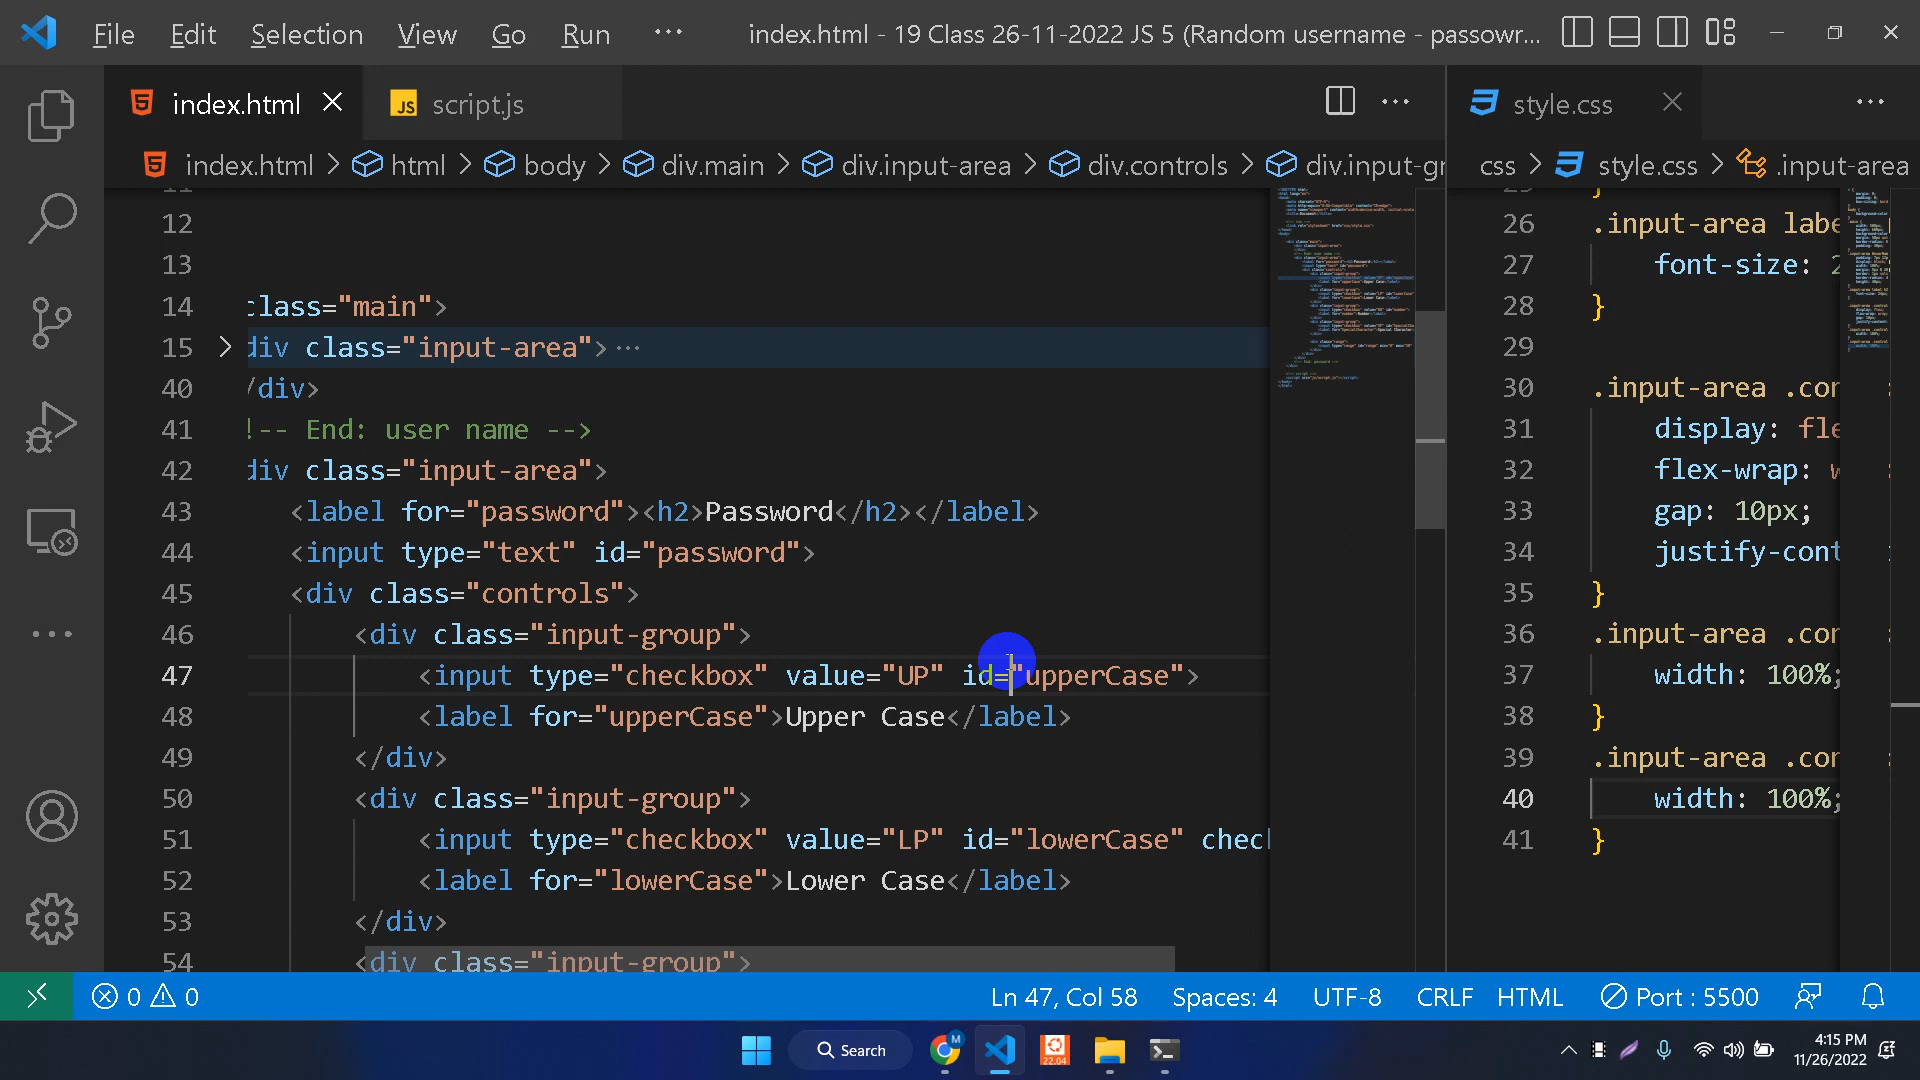 File Edit Selection View Go Run ··· index.html - 19 Class 26-11-2022 JS 5 (Random username - passowr...
index.html script.js
style.css
index.html > html > body > div.main > div.input-area > div.controls > div.input-gr
css > style.css > .input-area
12
13
14 class="main">
15 div class="input-area"> ···
40 /div>
41 !-- End: user name -->
42 div class="input-area">
43 <label for="password"><h2>Password</h2></label>
44 <input type="text" id="password">
45 <div class="controls">
46 <div class="input-group">
47 <input type="checkbox" value="UP" id="upperCase">
48 <label for="upperCase">Upper Case</label>
49 </div>
50 <div class="input-group">
51 <input type="checkbox" value="LP" id="lowerCase" chec
52 <label for="lowerCase">Lower Case</label>
53 </div>
54 <div class="input-group">
26 .input-area labe
27 font-size: 2
28 }
29
30 .input-area .con
31 display: fle
32 flex-wrap: w
33 gap: 10px;
34 justify-cont
35 }
36 .input-area .con
37 width: 100%;
38 }
39 .input-area .con
40 width: 100%;
41 }
0 0 Ln 47, Col 58 Spaces: 4 UTF-8 CRLF HTML Port : 5500
Search
M
22.04
4:15 PM
11/26/2022